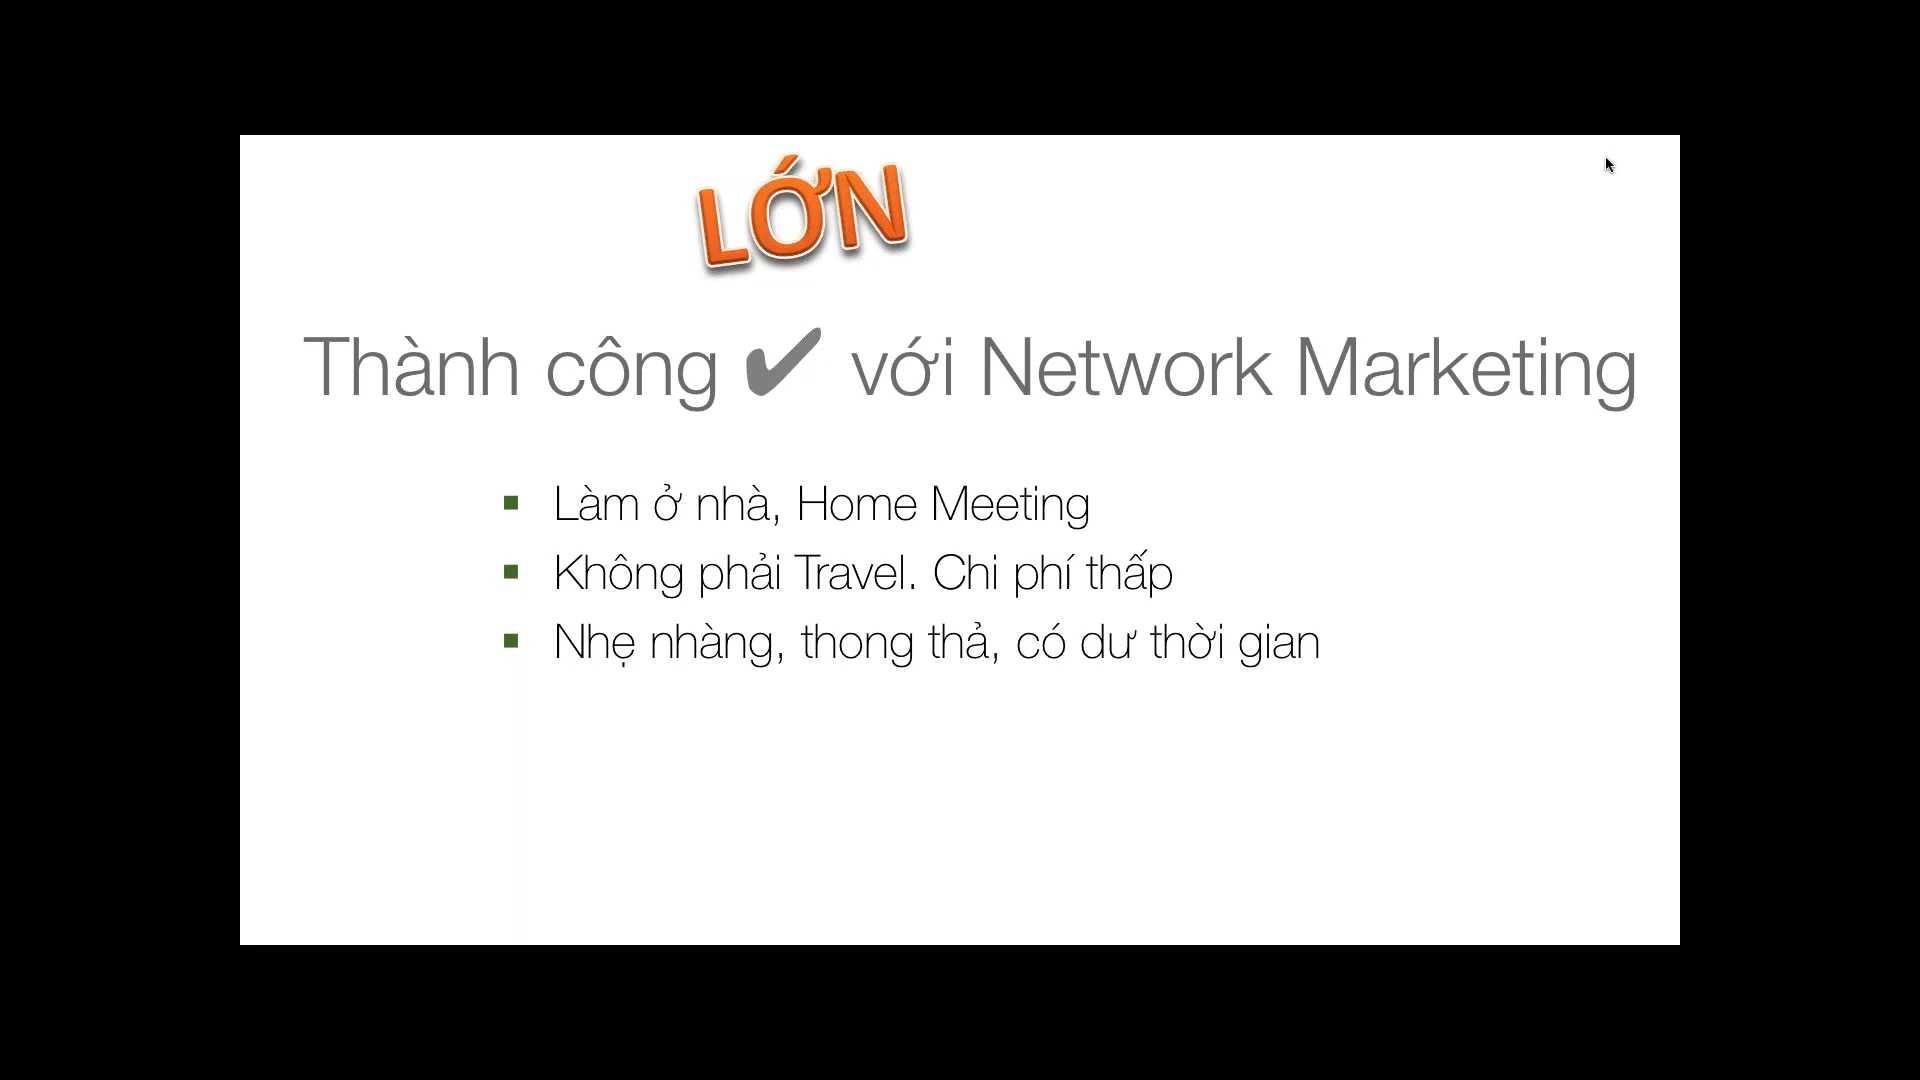 LỚN
Thành công ✔ với Network Marketing
▪ Làm ở nhà, Home Meeting
▪ Không phải Travel. Chi phí thấp
▪ Nhẹ nhàng, thong thả, có dư thời gian